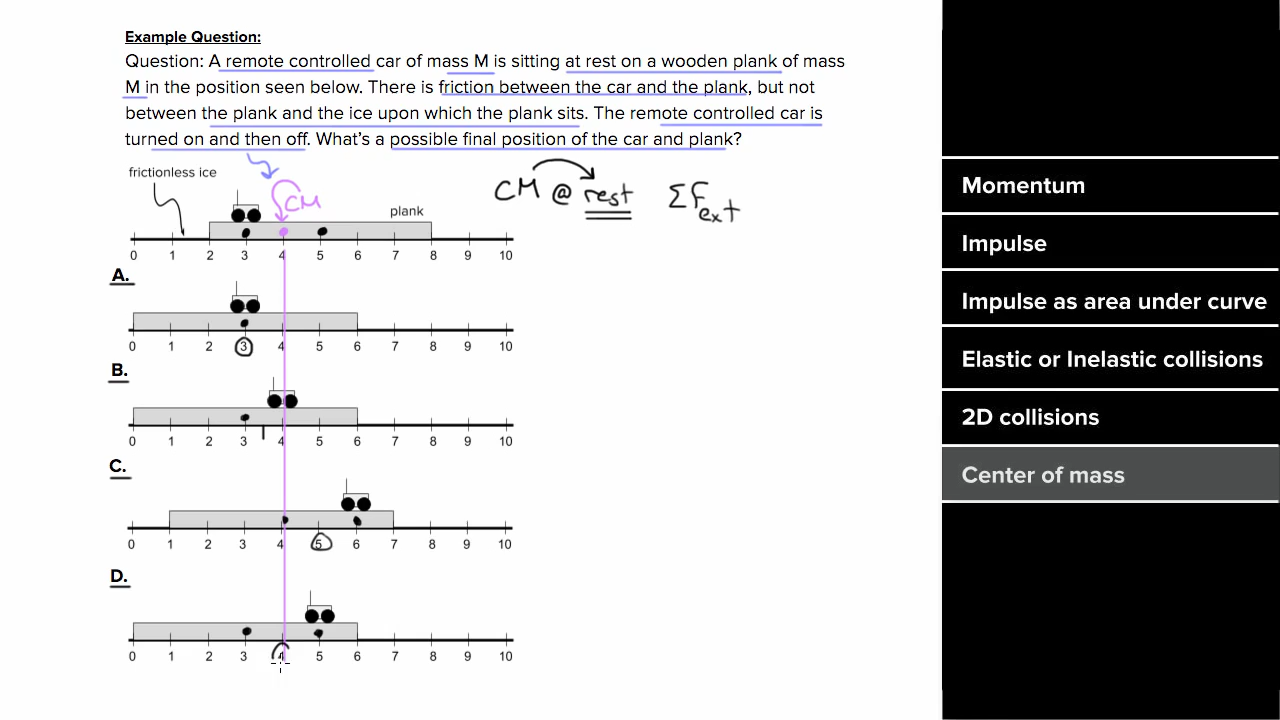 Example Question:
Question: A remote controlled car of mass M is sitting at rest on a wooden plank of mass
M in the position seen below. There is friction between the car and the plank, but not
between the plank and the ice upon which the plank sits. The remote controlled car is
turned on and then off. What's a possible final position of the car and plank?
frictionless ice
CM
plank
CM @ rest ΣF ext
0 1 2 3 4 5 6 7 8 9 10
A.
0 1 2 3 4 5 6 7 8 9 10
B.
0 1 2 3 4 5 6 7 8 9 10
C.
0 1 2 3 4 5 6 7 8 9 10
D.
0 1 2 3 4 5 6 7 8 9 10
Momentum
Impulse
Impulse as area under curve
Elastic or Inelastic collisions
2D collisions
Center of mass